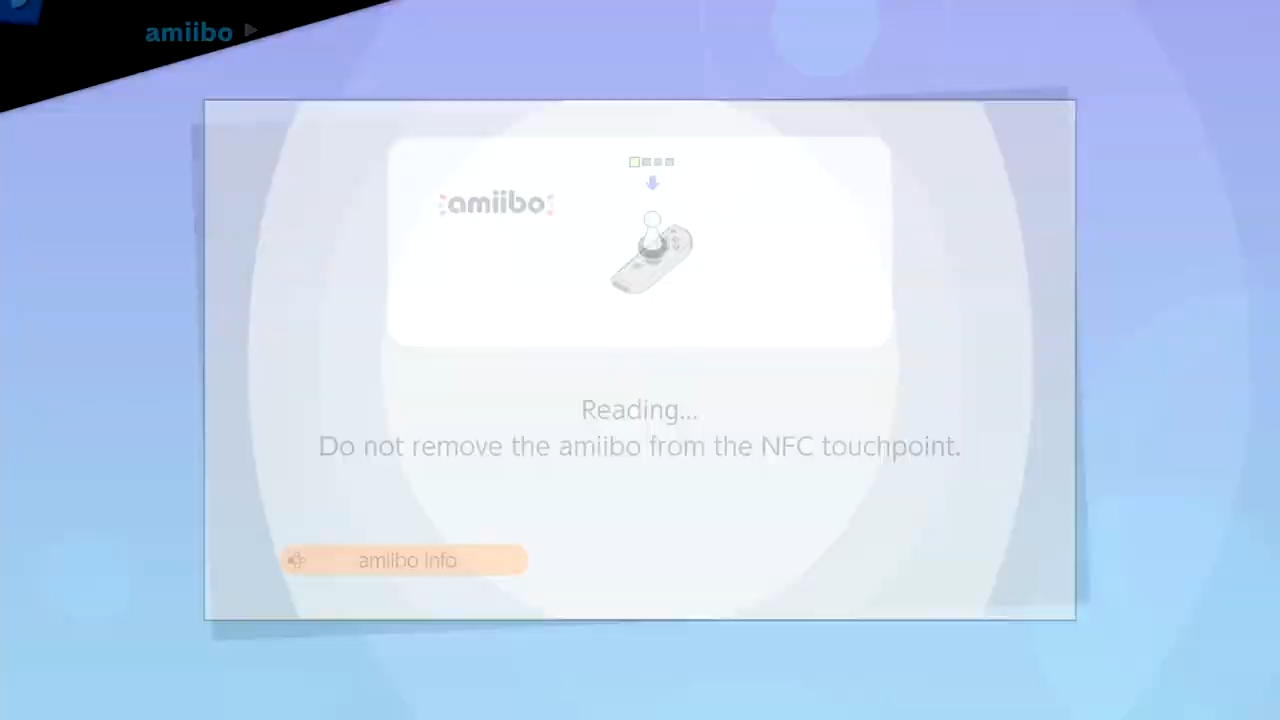 amiibo
amiibo
Reading...
Do not remove the amiibo from the NFC touchpoint.
amiibo Info